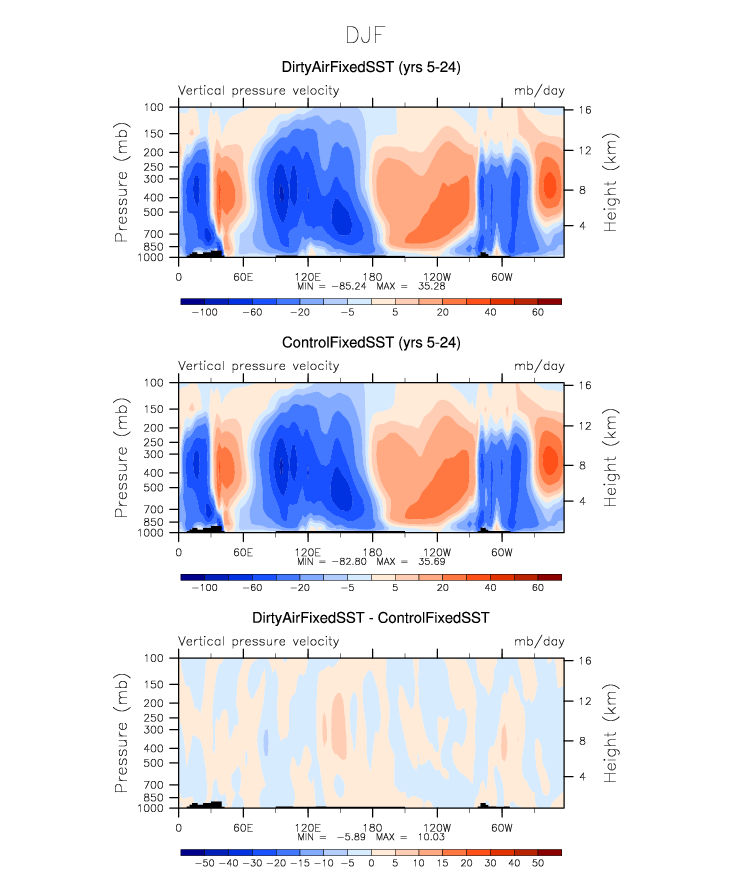 DJF
DirtyAirFixedSST (yrs 5-24)
Vertical pressure velocity mb/day
Pressure (mb)
100
150
200
250
300
400
500
700
850
1000
16
12
8
4
Height (km)
0 60E 120E 180 120W 60W
MIN = -85.24 MAX = 35.28
-100 -60 -20 -5 5 20 40 60
ControlFixedSST (yrs 5-24)
Vertical pressure velocity mb/day
Pressure (mb)
100
150
200
250
300
400
500
700
850
1000
16
12
8
4
Height (km)
0 60E 120E 180 120W 60W
MIN = -82.80 MAX = 35.69
-100 -60 -20 -5 5 20 40 60
DirtyAirFixedSST - ControlFixedSST
Vertical pressure velocity mb/day
Pressure (mb)
100
150
200
250
300
400
500
700
850
1000
16
12
8
4
Height (km)
0 60E 120E 180 120W 60W
MIN = -5.89 MAX = 10.03
-50 -40 -30 -20 -15 -10 -5 0 5 10 15 20 30 40 50